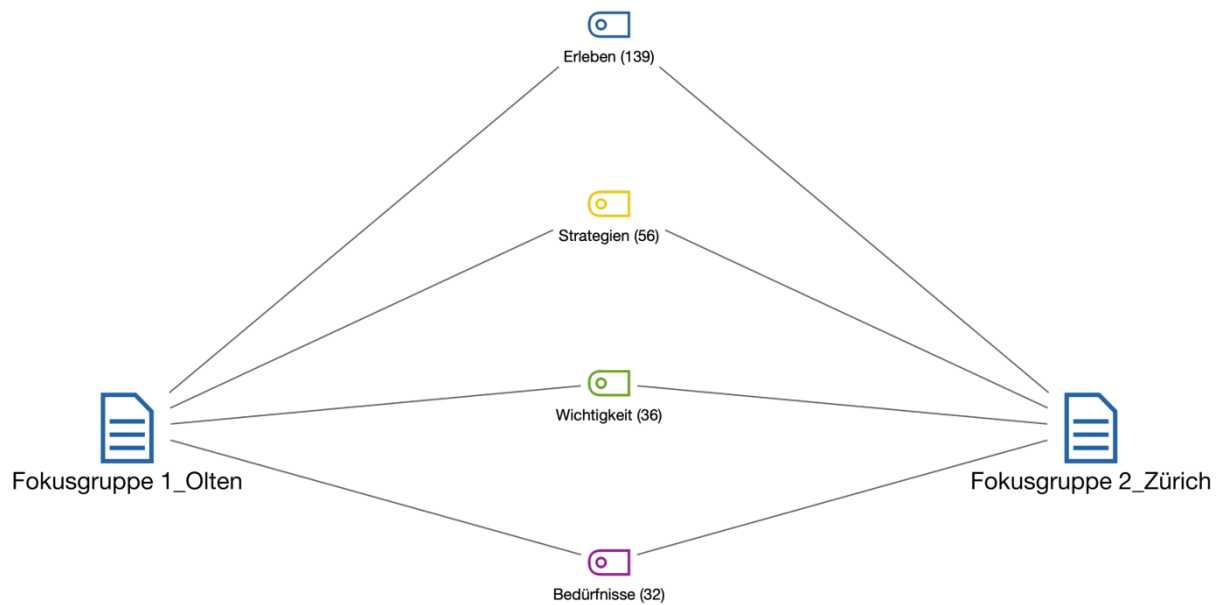 Erleben (139)
Strategien (56)
Wichtigkeit (36)
Fokusgruppe 1_Olten
Fokusgruppe 2_Zürich
Bedürfnisse (32)